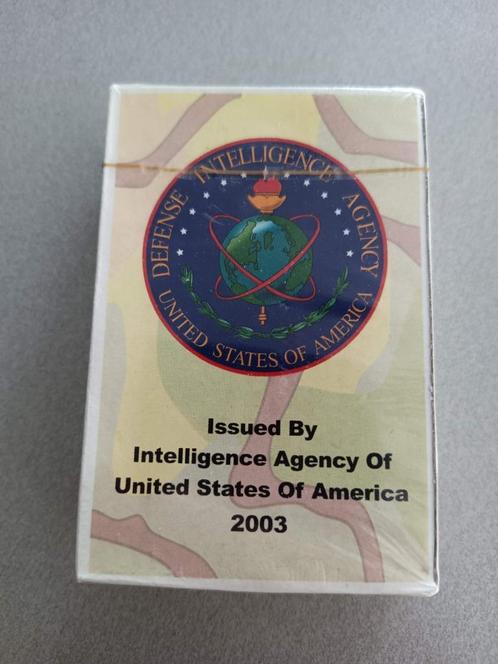 DEFENSE INTELLIGENCE AGENCY
UNITED STATES OF AMERICA
Issued By
Intelligence Agency Of
United States Of America
2003